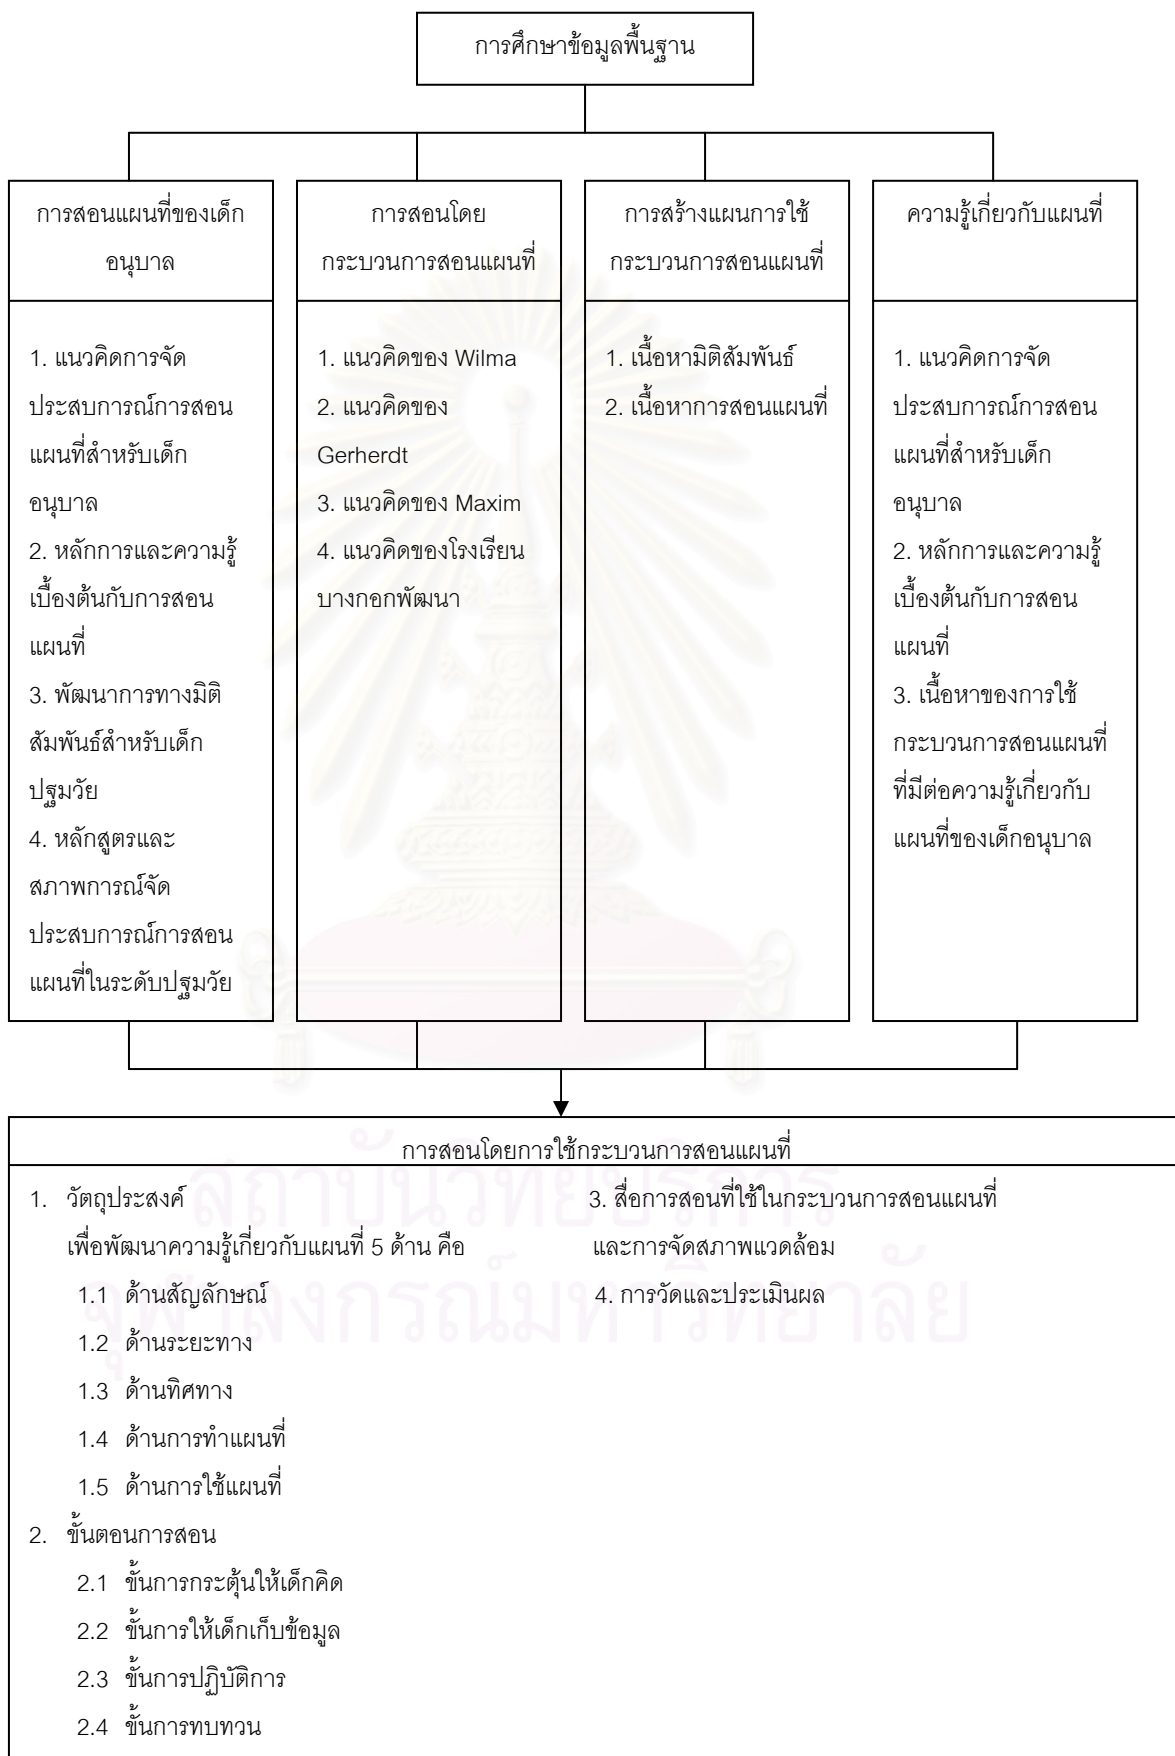 การศึกษาข้อมูลพื้นฐาน
การสอนแผนที่ของเด็ก
อนุบาล
1. แนวคิดการจัด
ประสบการณ์การสอน
แผนที่สำหรับเด็ก
อนุบาล
2. หลักการและความรู้
เบื้องต้นกับการสอน
แผนที่
3. พัฒนาการทางมิติ
สัมพันธ์สำหรับเด็ก
ปฐมวัย
4. หลักสูตรและ
สภาพการณ์จัด
ประสบการณ์การสอน
แผนที่ในระดับปฐมวัย
การสอนโดย
กระบวนการสอนแผนที่
1. แนวคิดของ Wilma
2. แนวคิดของ
Gerherdt
3. แนวคิดของ Maxim
4. แนวคิดของโรงเรียน
บางกอกพัฒนา
การสร้างแผนการใช้
กระบวนการสอนแผนที่
1. เนื้อหามิติสัมพันธ์
2. เนื้อหาการสอนแผนที่
ความรู้เกี่ยวกับแผนที่
1. แนวคิดการจัด
ประสบการณ์การสอน
แผนที่สำหรับเด็ก
อนุบาล
2. หลักการและความรู้
เบื้องต้นกับการสอน
แผนที่
3. เนื้อหาของการใช้
กระบวนการสอนแผนที่
ที่มีต่อความรู้เกี่ยวกับ
แผนที่ของเด็กอนุบาล
การสอนโดยการใช้กระบวนการสอนแผนที่
1. วัตถุประสงค์
เพื่อพัฒนาความรู้เกี่ยวกับแผนที่ 5 ด้าน คือ
1.1 ด้านสัญลักษณ์
1.2 ด้านระยะทาง
1.3 ด้านทิศทาง
1.4 ด้านการทำแผนที่
1.5 ด้านการใช้แผนที่
2. ขั้นตอนการสอน
2.1 ขั้นการกระตุ้นให้เด็กคิด
2.2 ขั้นการให้เด็กเก็บข้อมูล
2.3 ขั้นการปฏิบัติการ
2.4 ขั้นการทบทวน
3. สื่อการสอนที่ใช้ในกระบวนการสอนแผนที่
และการจัดสภาพแวดล้อม
4. การวัดและประเมินผล
สถาบันวิทยบริการ
จุฬาลงกรณ์มหาวิทยาลัย